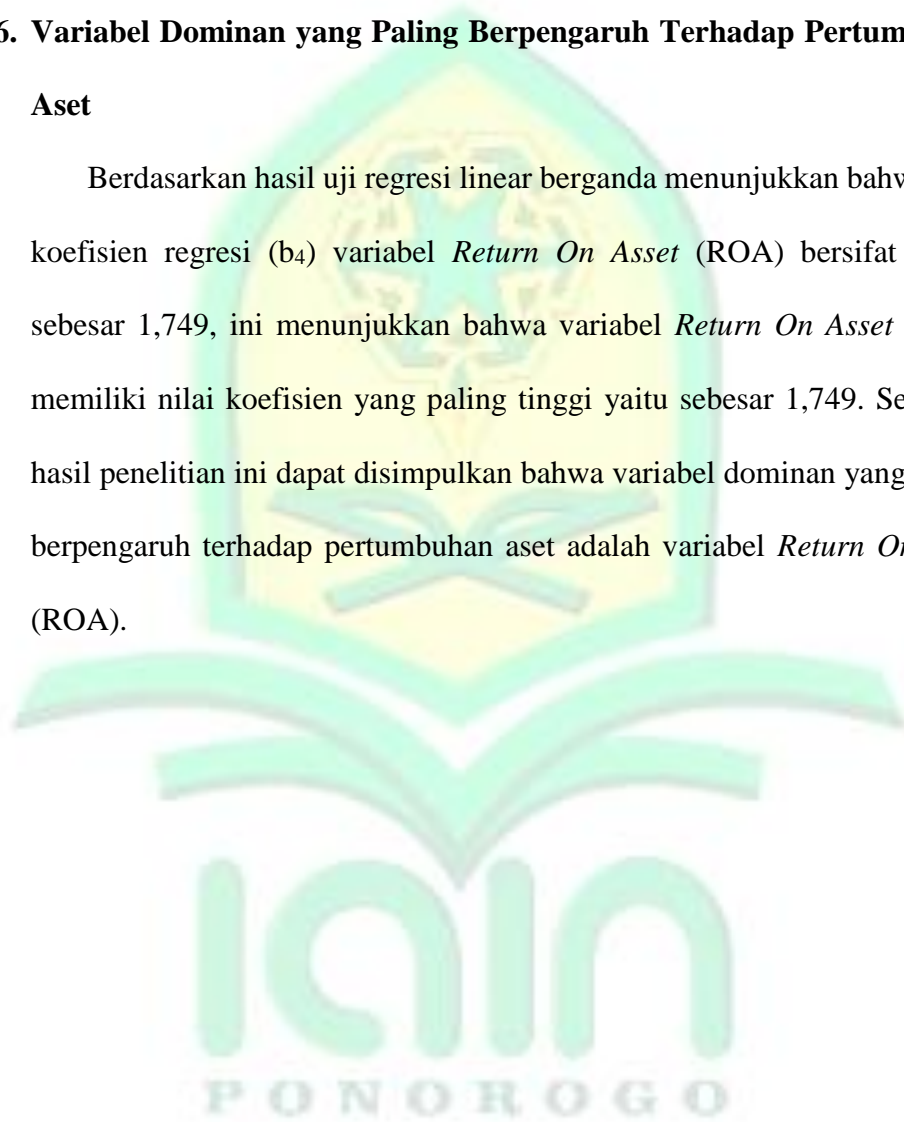 6. Variabel Dominan yang Paling Berpengaruh Terhadap Pertum
Aset
Berdasarkan hasil uji regresi linear berganda menunjukkan bahw
koefisien regresi (b4) variabel Return On Asset (ROA) bersifat
sebesar 1,749, ini menunjukkan bahwa variabel Return On Asset
memiliki nilai koefisien yang paling tinggi yaitu sebesar 1,749. Se
hasil penelitian ini dapat disimpulkan bahwa variabel dominan yang
berpengaruh terhadap pertumbuhan aset adalah variabel Return On
(ROA).
iain
PONOROGO